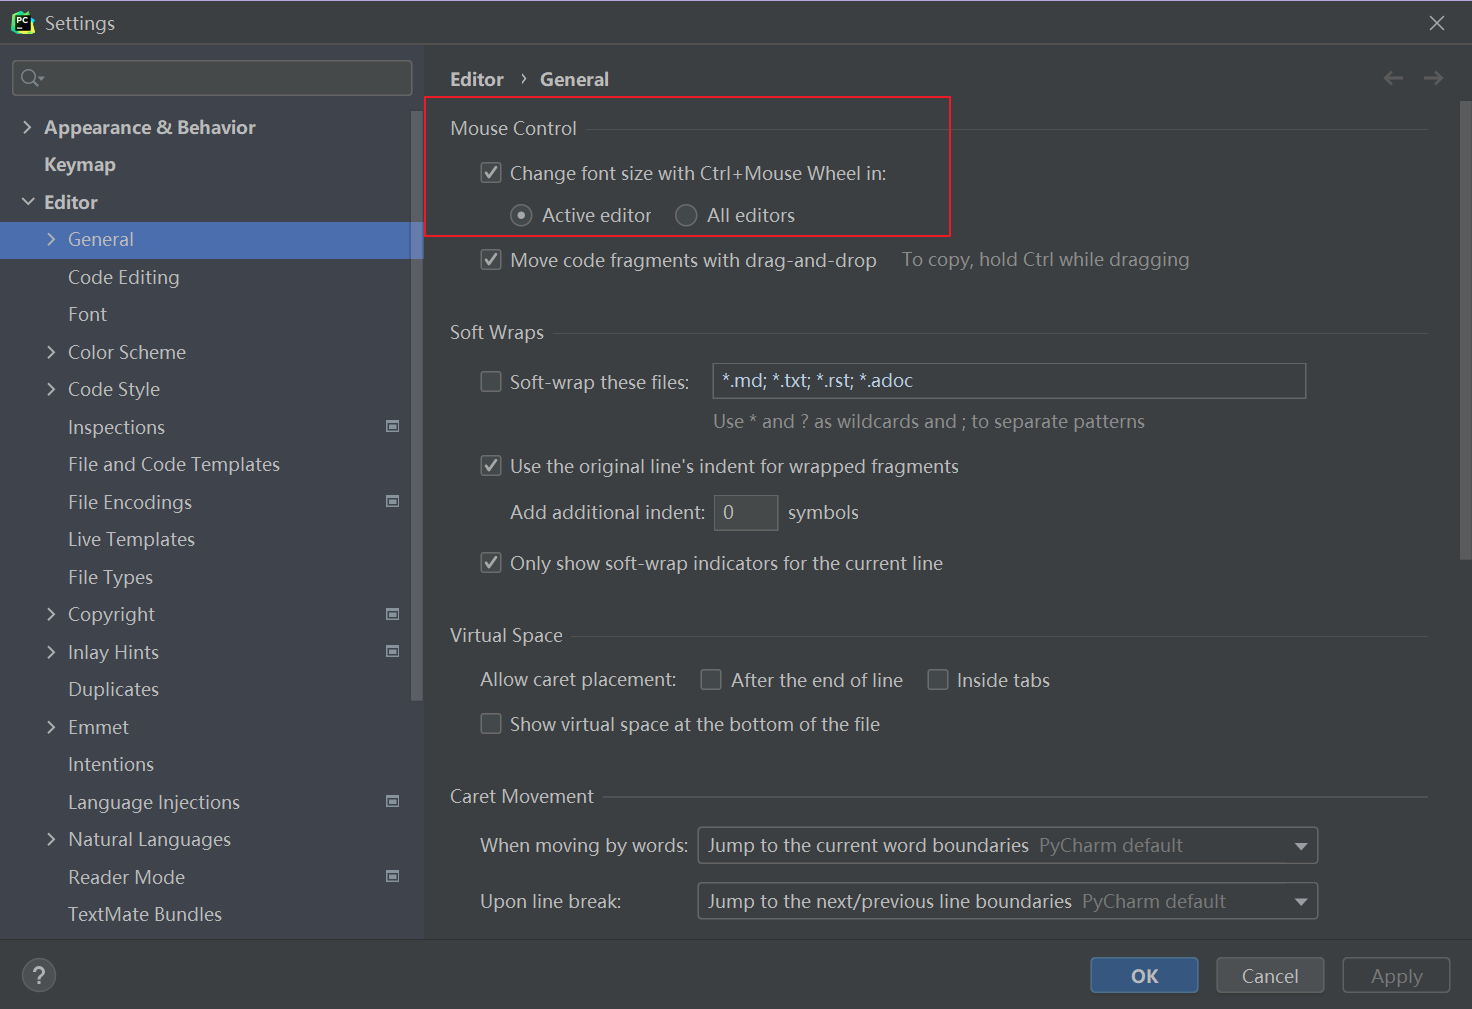 PC
Settings
Appearance & Behavior
Keymap
Editor
General
Code Editing
Font
Color Scheme
Code Style
Inspections
File and Code Templates
File Encodings
Live Templates
File Types
Copyright
Inlay Hints
Duplicates
Emmet
Intentions
Language Injections
Natural Languages
Reader Mode
TextMate Bundles
Editor › General
Mouse Control
Change font size with Ctrl+Mouse Wheel in:
Active editor All editors
Move code fragments with drag-and-drop To copy, hold Ctrl while dragging
Soft Wraps
Soft-wrap these files: *.md; *.txt; *.rst; *.adoc
Use * and ? as wildcards and ; to separate patterns
Use the original line's indent for wrapped fragments
Add additional indent: 0 symbols
Only show soft-wrap indicators for the current line
Virtual Space
Allow caret placement: After the end of line Inside tabs
Show virtual space at the bottom of the file
Caret Movement
When moving by words: Jump to the current word boundaries PyCharm default
Upon line break: Jump to the next/previous line boundaries PyCharm default
? OK Cancel Apply